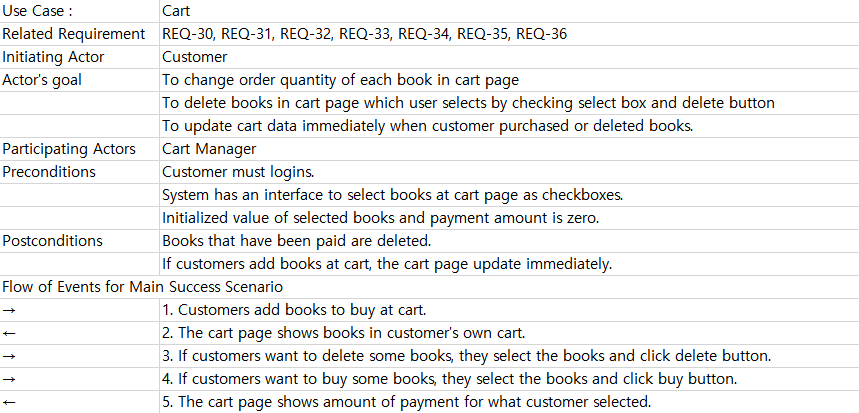 Use Case : Cart
Related Requirement REQ-30, REQ-31, REQ-32, REQ-33, REQ-34, REQ-35, REQ-36
Initiating Actor Customer
Actor's goal To change order quantity of each book in cart page
To delete books in cart page which user selects by checking select box and delete button
To update cart data immediately when customer purchased or deleted books.
Participating Actors Cart Manager
Preconditions Customer must logins.
System has an interface to select books at cart page as checkboxes.
Initialized value of selected books and payment amount is zero.
Postconditions Books that have been paid are deleted.
If customers add books at cart, the cart page update immediately.
Flow of Events for Main Success Scenario
→ 1. Customers add books to buy at cart.
← 2. The cart page shows books in customer's own cart.
→ 3. If customers want to delete some books, they select the books and click delete button.
→ 4. If customers want to buy some books, they select the books and click buy button.
← 5. The cart page shows amount of payment for what customer selected.